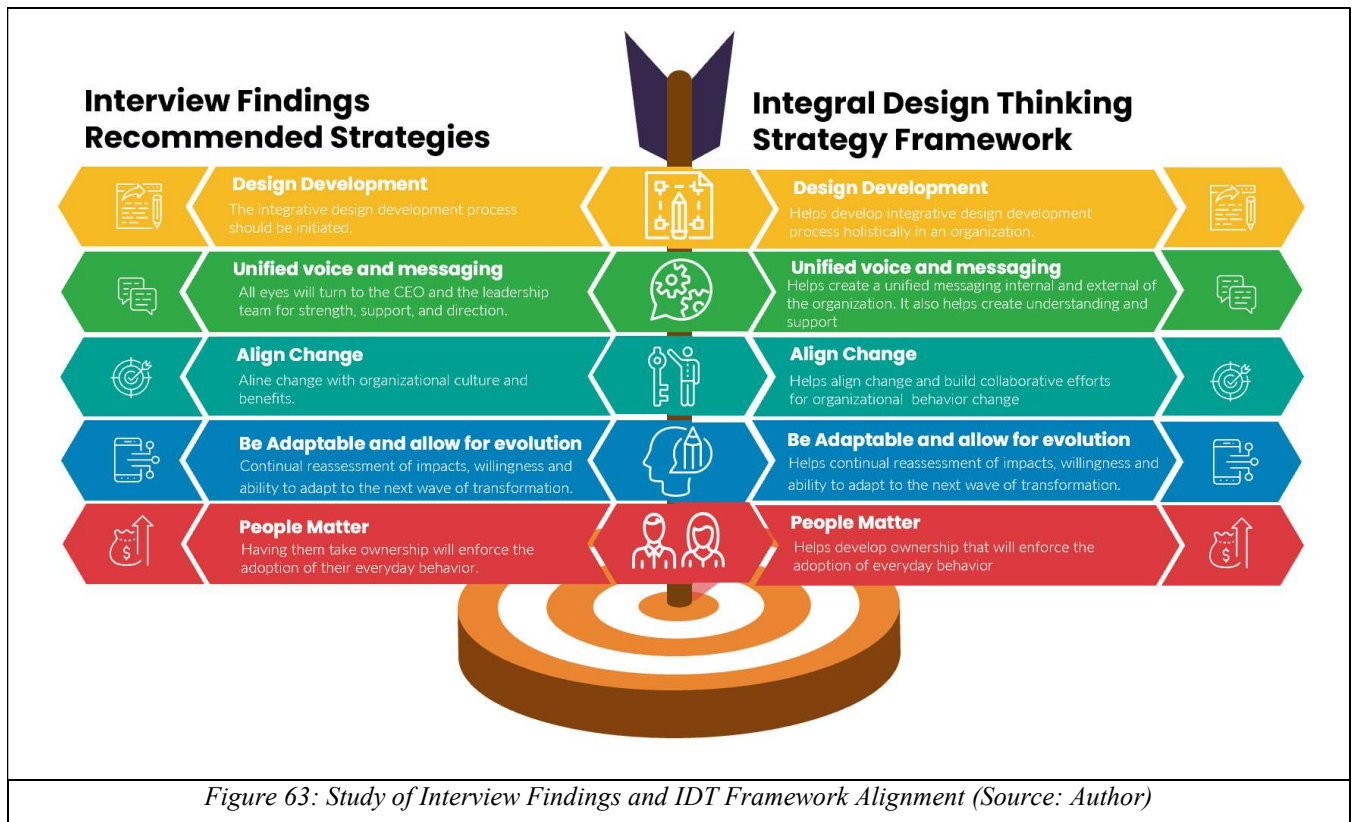 Interview Findings
Recommended Strategies
Integral Design Thinking
Strategy Framework
Design Development
The integrative design development process
should be initiated.
Design Development
Helps develop integrative design development
process holistically in an organization.
Unified voice and messaging
All eyes will turn to the CEO and the leadership
team for strength, support, and direction.
Unified voice and messaging
Helps create a unified messaging internal and external of
the organization. It also helps create understanding and
support
Align Change
Aline change with organizational culture and
benefits.
Align Change
Helps align change and build collaborative efforts
for organizational behavior change
Be Adaptable and allow for evolution
Continual reassessment of impacts, willingness and
ability to adapt to the next wave of transformation.
Be Adaptable and allow for evolution
Helps continual reassessment of impacts, willingness and
ability to adapt to the next wave of transformation.
People Matter
Having them take ownership will enforce the
adoption of their everyday behavior.
People Matter
Helps develop ownership that will enforce the
adoption of everyday behavior
Figure 63: Study of Interview Findings and IDT Framework Alignment (Source: Author)